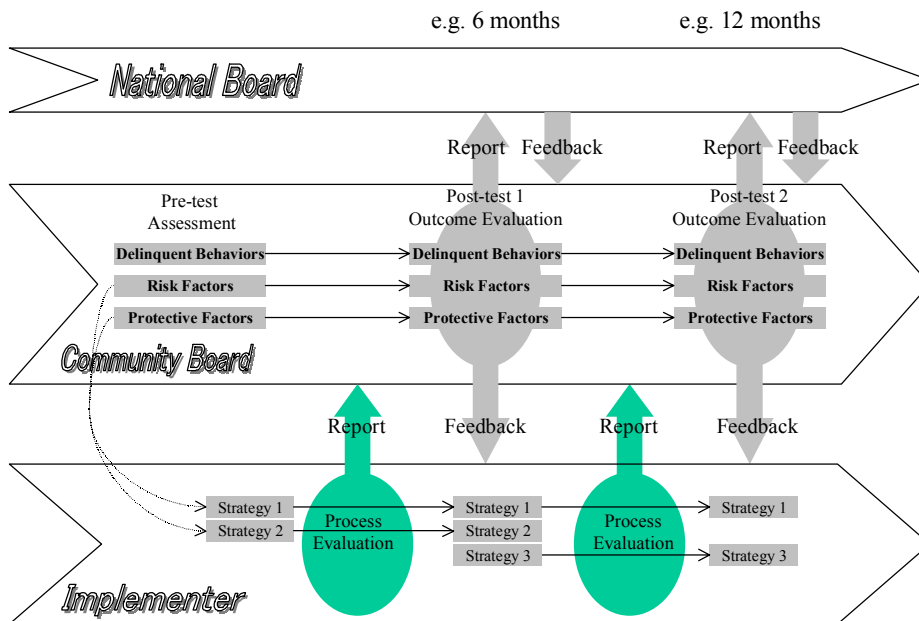 e.g. 6 months
e.g. 12 months
National Board
Report
Feedback
Report
Feedback
Pre-test
Assessment
Post-test 1
Outcome Evaluation
Post-test 2
Outcome Evaluation
Delinquent Behaviors
Delinquent Behaviors
Delinquent Behaviors
Risk Factors
Risk Factors
Risk Factors
Protective Factors
Protective Factors
Protective Factors
Community Board
Report
Feedback
Report
Feedback
Strategy 1
Strategy 1
Strategy 1
Strategy 2
Process
Evaluation
Strategy 2
Process
Evaluation
Strategy 3
Strategy 3
Implementer